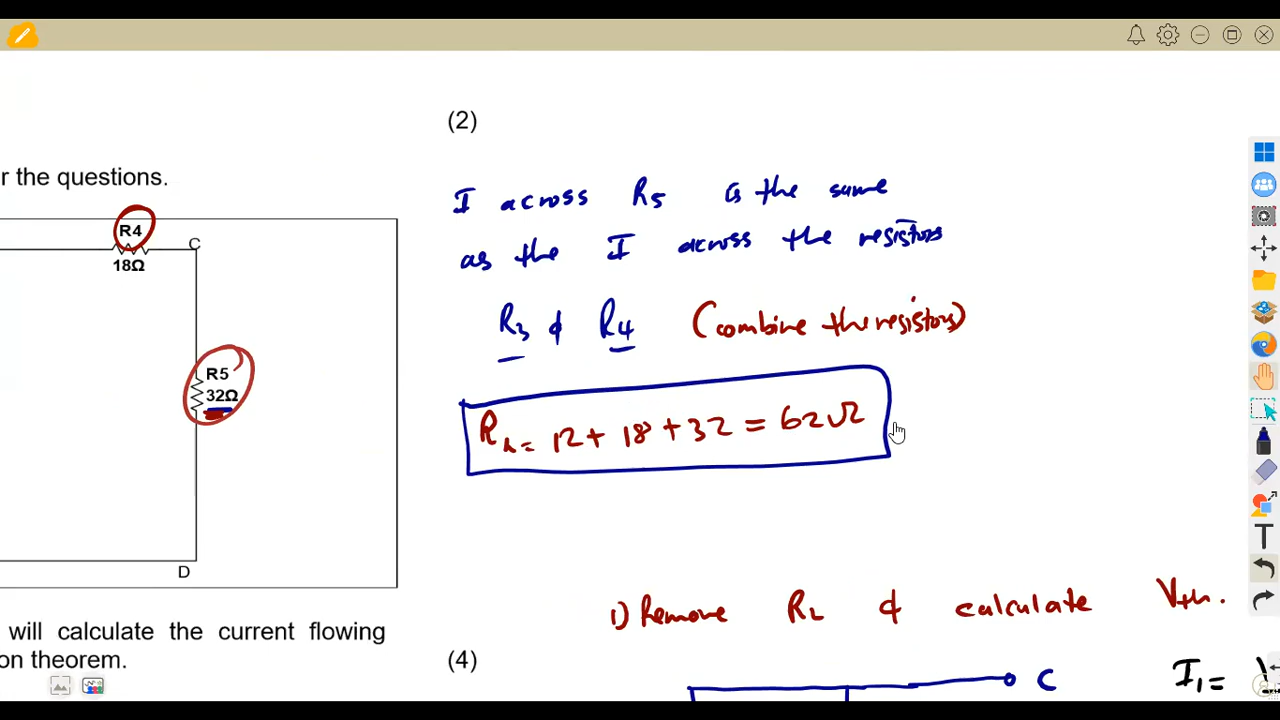 (2)
r the questions.
I across R5 is the same
as the I across the resistors
R4
C
18Ω
R3 & R4 (combine the resistors)
R5
32Ω
= 12 + 18 + 32 = 62Ω
D
1) Remove & calculate Vth.
will calculate the current flowing
on theorem.
(4)
C
I1 =
T